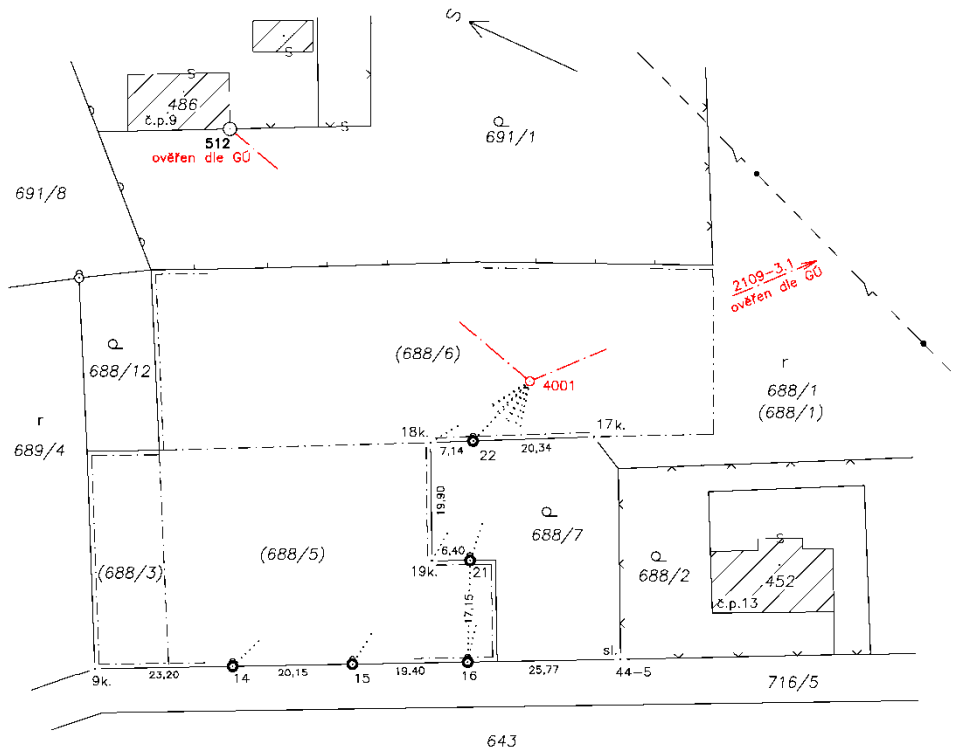 S
486
č.p.9
512
ověřen dle GÚ
691/1
691/8
2109-3.1
ověřen dle GÚ
(688/6)
4001
688/12
r
688/1
(688/1)
r
689/4
18k.
17k.
7,14
22
20,34
19,90
688/7
(688/5)
(688/3)
6,40
19k.
21
688/2
452
č.p.13
17,15
sl.
9k.
23,20
14
20,15
15
19,40
16
25,77
44-5
716/5
643